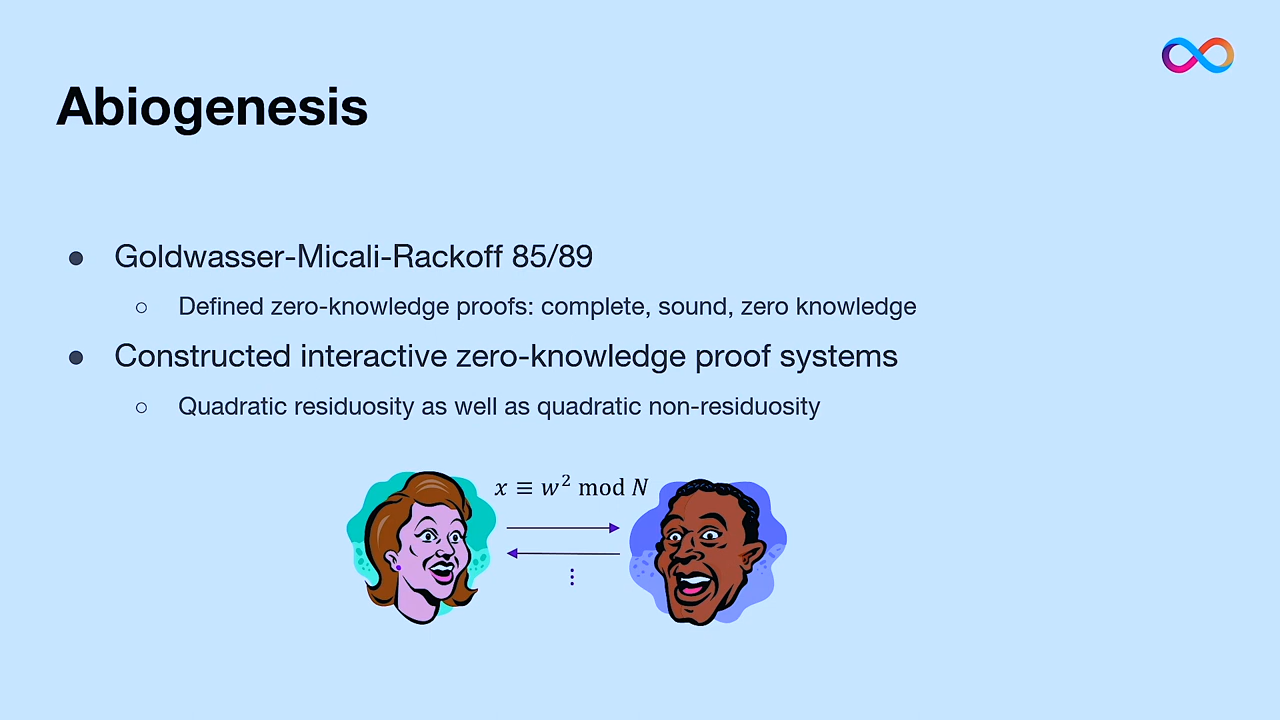 Abiogenesis
● Goldwasser-Micali-Rackoff 85/89
○ Defined zero-knowledge proofs: complete, sound, zero knowledge
● Constructed interactive zero-knowledge proof systems
○ Quadratic residuosity as well as quadratic non-residuosity
x ≡ w² mod N
⋮